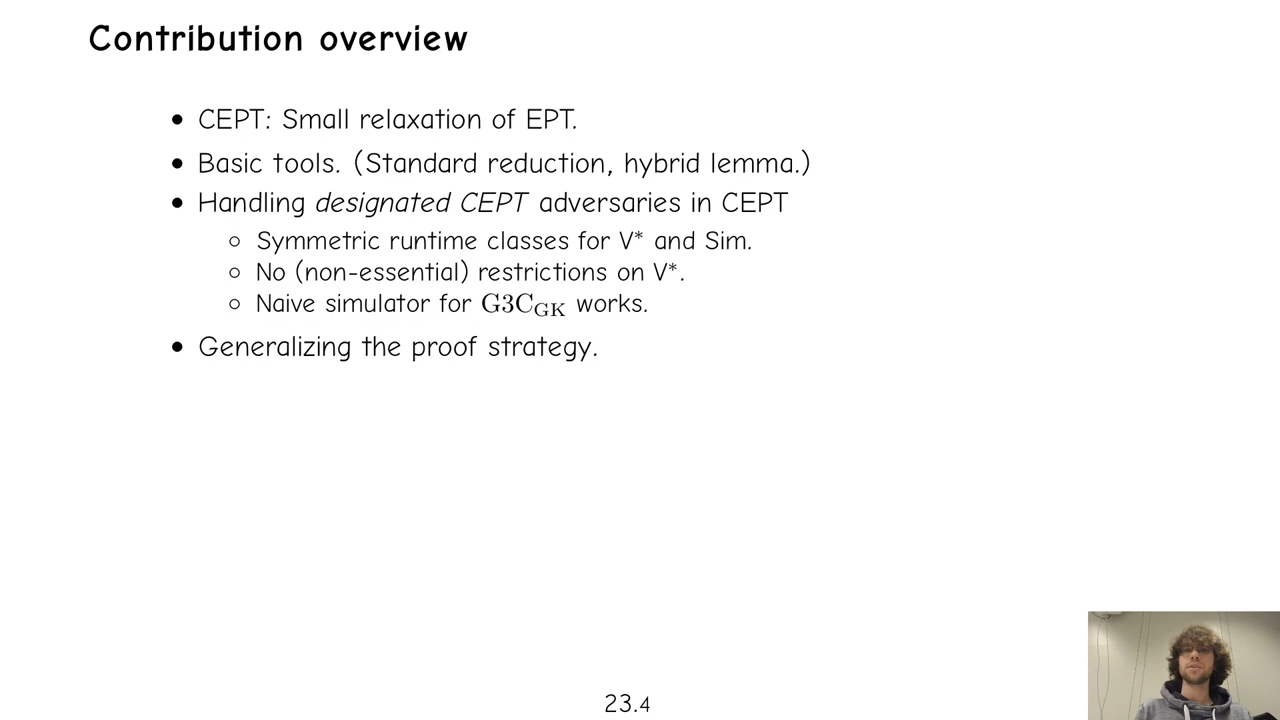 Contribution overview
• CEPT: Small relaxation of EPT.
• Basic tools. (Standard reduction, hybrid lemma.)
• Handling designated CEPT adversaries in CEPT
◦ Symmetric runtime classes for V* and Sim.
◦ No (non-essential) restrictions on V*.
◦ Naive simulator for G3C_GK works.
• Generalizing the proof strategy.
23.4